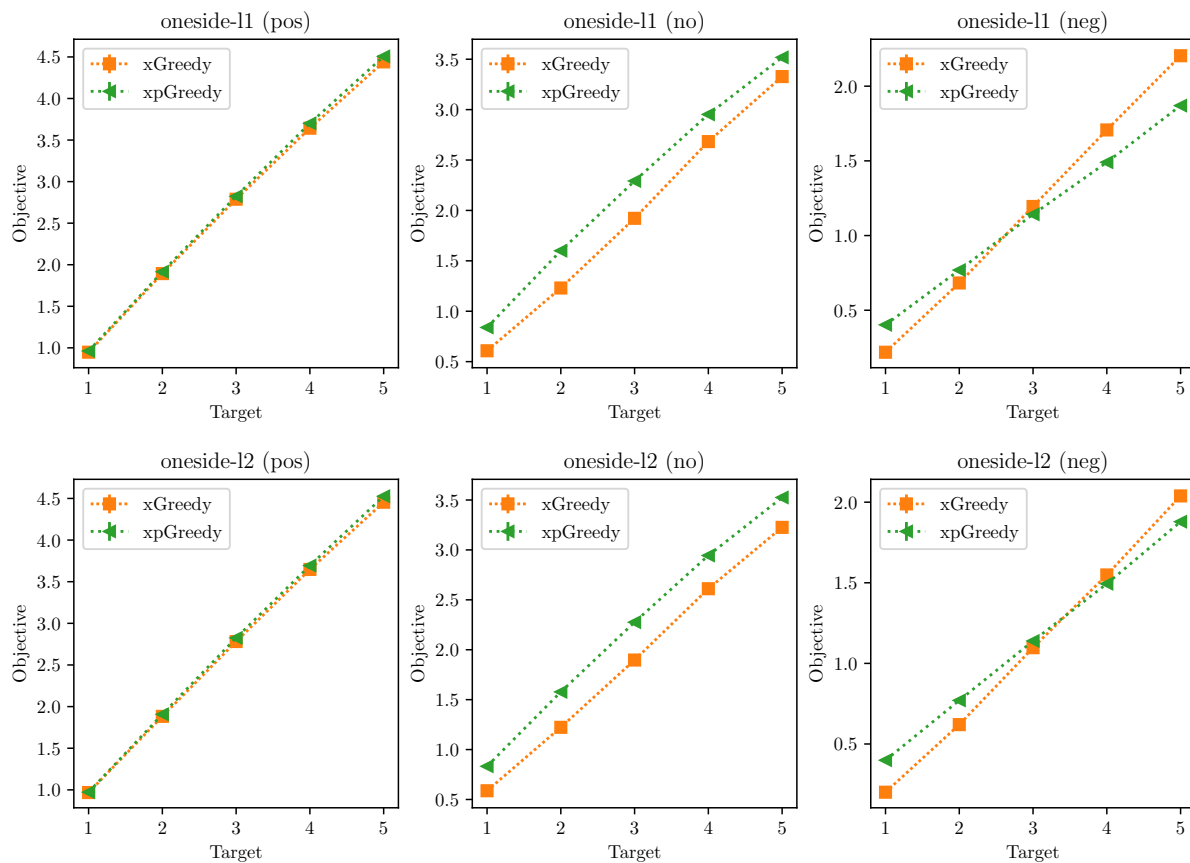 oneside-l1 (pos)
xGreedy
xpGreedy
4.5
4.0
3.5
3.0
2.5
2.0
1.5
1.0
Objective
1 2 3 4 5
Target
oneside-l1 (no)
xGreedy
xpGreedy
3.5
3.0
2.5
2.0
1.5
1.0
0.5
Objective
1 2 3 4 5
Target
oneside-l1 (neg)
xGreedy
xpGreedy
2.0
1.5
1.0
0.5
Objective
1 2 3 4 5
Target
oneside-l2 (pos)
xGreedy
xpGreedy
4.5
4.0
3.5
3.0
2.5
2.0
1.5
1.0
Objective
1 2 3 4 5
Target
oneside-l2 (no)
xGreedy
xpGreedy
3.5
3.0
2.5
2.0
1.5
1.0
0.5
Objective
1 2 3 4 5
Target
oneside-l2 (neg)
xGreedy
xpGreedy
2.0
1.5
1.0
0.5
Objective
1 2 3 4 5
Target